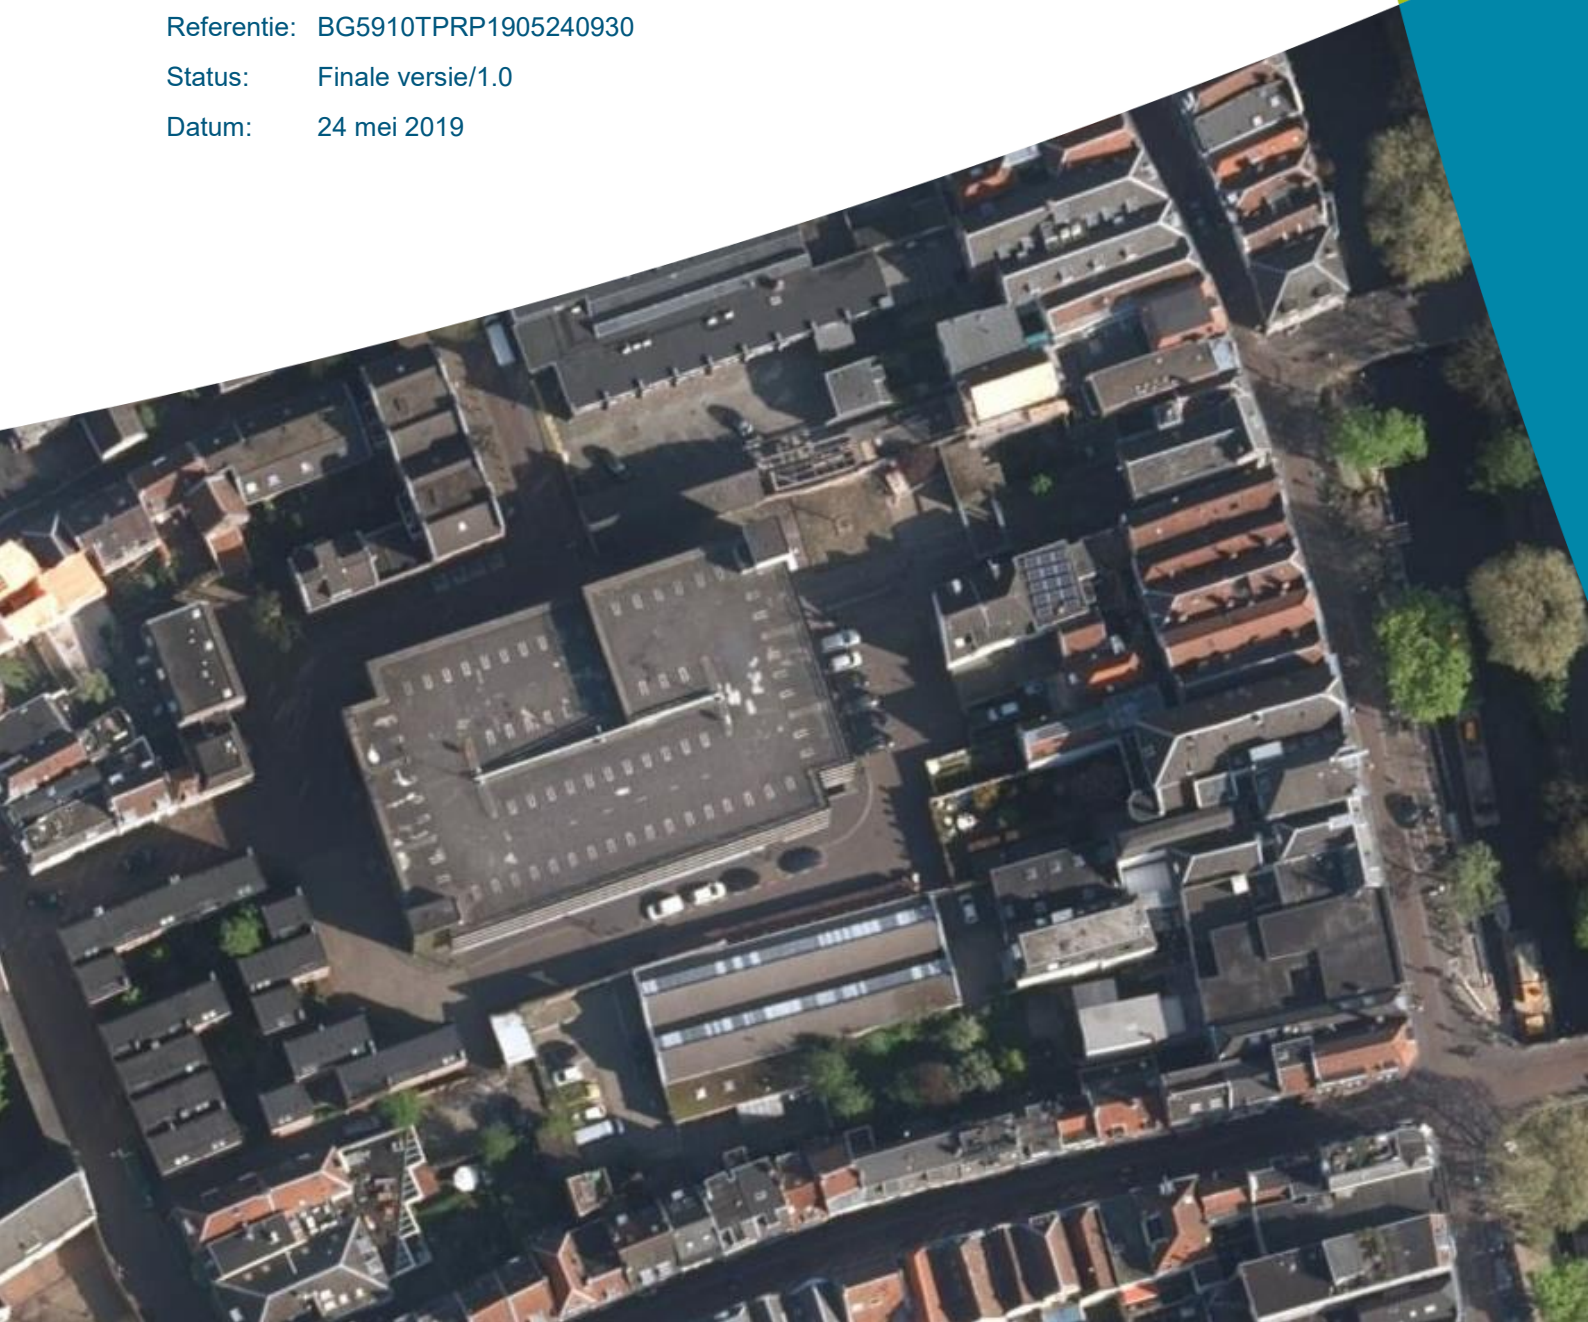 Referentie: BG5910TPRP1905240930
Status: Finale versie/1.0
Datum: 24 mei 2019